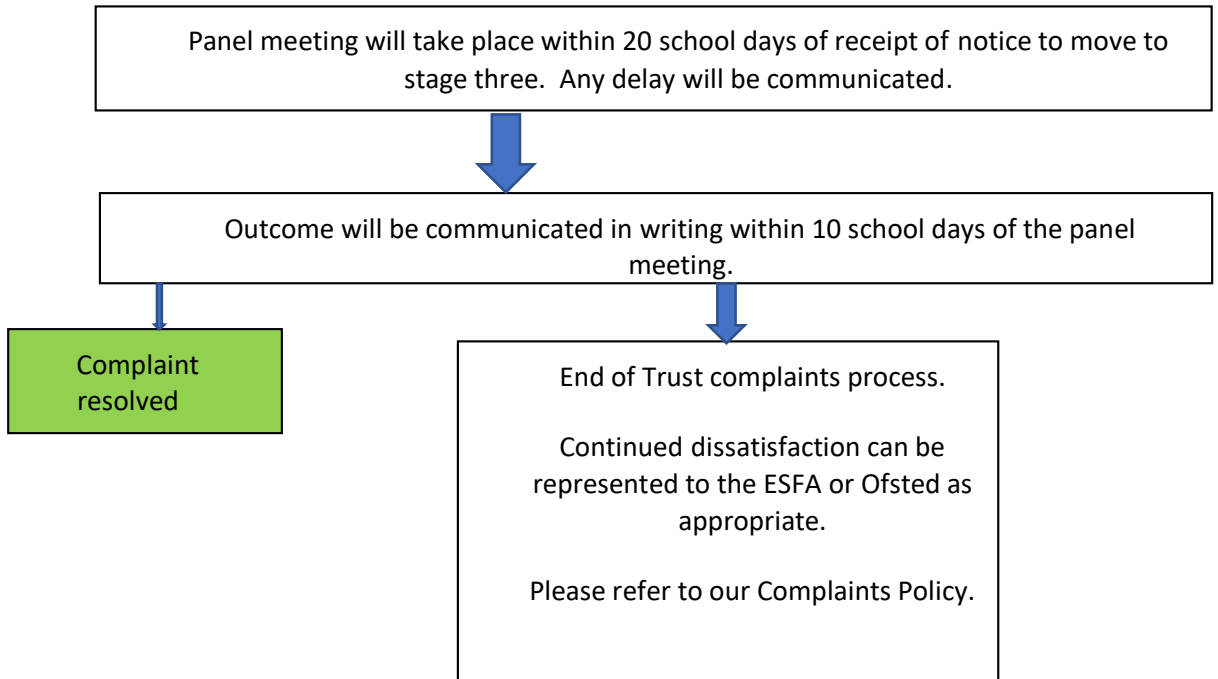 Panel meeting will take place within 20 school days of receipt of notice to move to
stage three.  Any delay will be communicated.
Outcome will be communicated in writing within 10 school days of the panel
meeting.
Complaint
resolved
End of Trust complaints process.
Continued dissatisfaction can be
represented to the ESFA or Ofsted as
appropriate.
Please refer to our Complaints Policy.